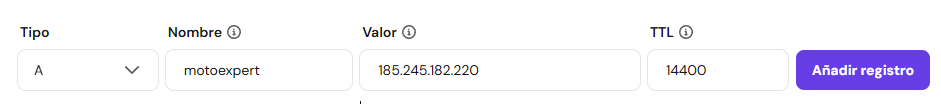 Tipo Nombre Valor TTL
A motoexpert 185.245.182.220 14400 Añadir registro